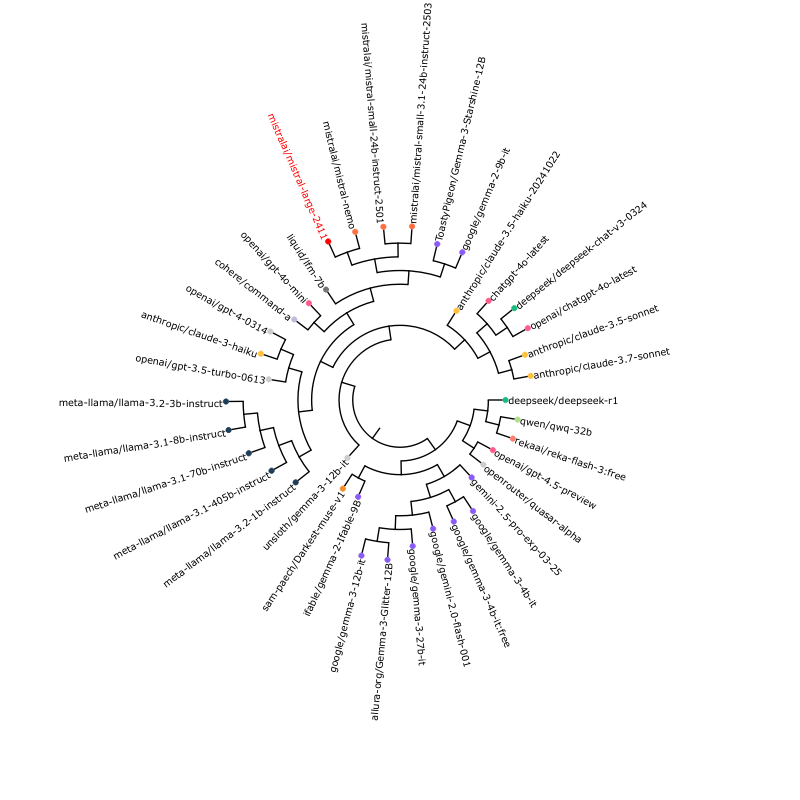 deepseek/deepseek-r1
qwen/qwq-32b
rekaai/reka-flash-3:free
openai/gpt-4.5-preview
openrouter/quasar-alpha
gemini-2.5-pro-exp-03-25
google/gemma-3-4b-it
google/gemma-3-4b-it:free
google/gemini-2.0-flash-001
google/gemma-3-27b-it
allura-org/Gemma-3-Glitter-12B
google/gemma-3-12b-it
ifable/gemma-2-Ifable-9B
sam-paech/Darkest-muse-v1
unsloth/gemma-3-12b-it
meta-llama/llama-3.2-1b-instruct
meta-llama/llama-3.1-405b-instruct
meta-llama/llama-3.1-70b-instruct
meta-llama/llama-3.1-8b-instruct
meta-llama/llama-3.2-3b-instruct
openai/gpt-3.5-turbo-0613
anthropic/claude-3-haiku
openai/gpt-4-0314
cohere/command-a
openai/gpt-4o-mini
liquid/lfm-7b
mistralai/mistral-large-2411
mistralai/mistral-nemo
mistralai/mistral-small-24b-instruct-2501
mistralai/mistral-small-3.1-24b-instruct-2503
ToastyPigeon/Gemma-3-Starshine-12B
google/gemma-2-9b-it
anthropic/claude-3.5-haiku-20241022
chatgpt-4o-latest
deepseek/deepseek-chat-v3-0324
openai/chatgpt-4o-latest
anthropic/claude-3.5-sonnet
anthropic/claude-3.7-sonnet